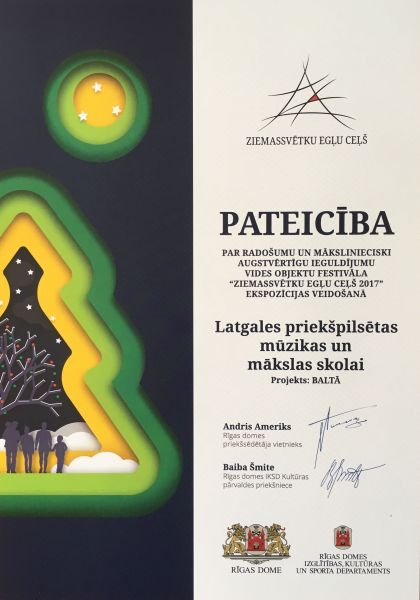 ZIEMASSVĒTKU EGĻU CEĻŠ
PATEICĪBA
PAR RADOŠUMU UN MĀKSLINIECISKI
AUGSTVĒRTĪGU IEGULDĪJUMU
VIDES OBJEKTU FESTIVĀLA
“ZIEMASSVĒTKU EGĻU CEĻŠ 2017”
EKSPOZĪCIJAS VEIDOŠANĀ
Latgales priekšpilsētas
mūzikas un
mākslas skolai
Projekts: BALTĀ
Andris Ameriks
Rīgas domes
priekšsēdētāja vietnieks
Baiba Šmite
Rīgas domes IKSD Kultūras
pārvaldes priekšniece
RĪGAS DOME
RĪGAS DOMES
IZGLĪTĪBAS, KULTŪRAS
UN SPORTA DEPARTAMENTS